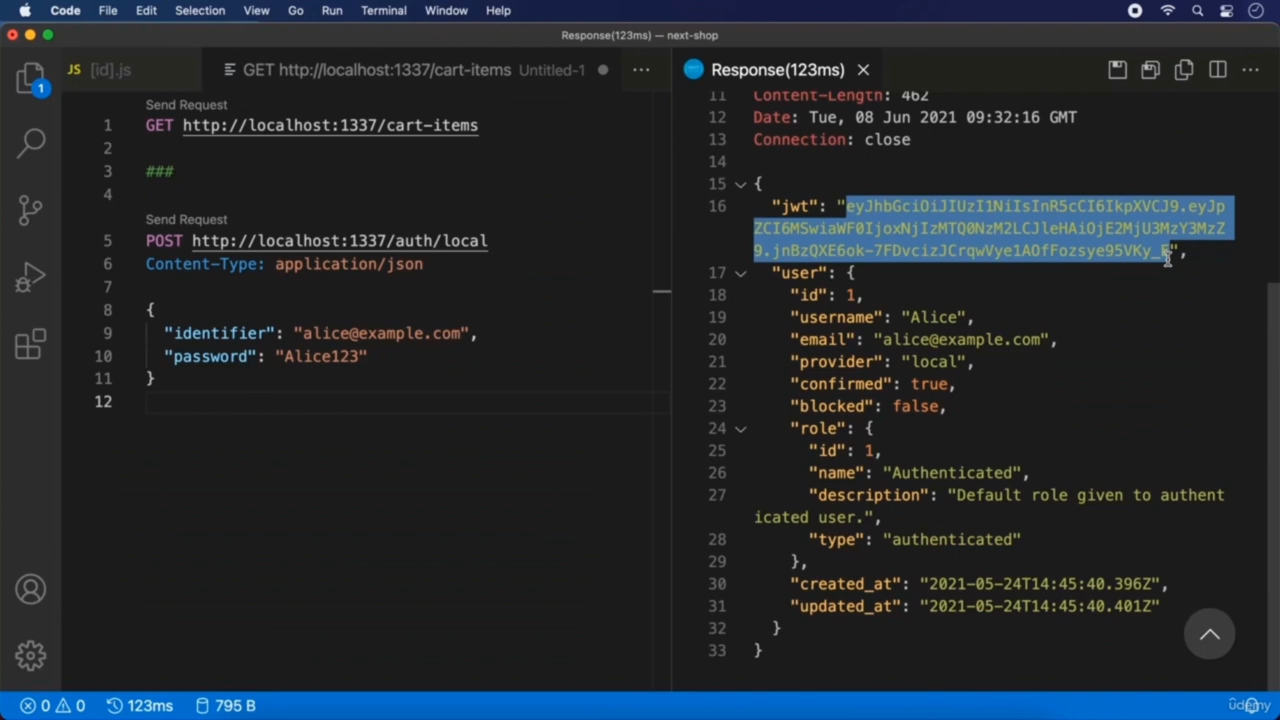 Code File Edit Selection View Go Run Terminal Window Help
Response(123ms) — next-shop
JS [id].js
GET http://localhost:1337/cart-items Untitled-1
Response(123ms)
1
Send Request
1 GET http://localhost:1337/cart-items
2
3 ###
4
Send Request
5 POST http://localhost:1337/auth/local
6 Content-Type: application/json
7
8 {
9 "identifier": "alice@example.com",
10 "password": "Alice123"
11 }
12
11 Content-Length: 462
12 Date: Tue, 08 Jun 2021 09:32:16 GMT
13 Connection: close
14
15 {
16 "jwt": "eyJhbGciOiJIUzI1NiIsInR5cCI6IkpXVCJ9.eyJp
ZCI6MSwiaWF0IjoxNjIzMTQ0NzM2LCJleHAiOjE2MjU3MzY3MzZ
17 "user": {
18 "id": 1,
19 "username": "Alice",
20 "email": "alice@example.com",
21 "provider": "local",
22 "confirmed": true,
23 "blocked": false,
24 "role": {
25 "id": 1,
26 "name": "Authenticated",
27 "description": "Default role given to authent
icated user.",
28 "type": "authenticated"
29 },
30 "created_at": "2021-05-24T14:45:40.396Z",
31 "updated_at": "2021-05-24T14:45:40.401Z"
32 }
33 }
0 0 123ms 795 B
udemy